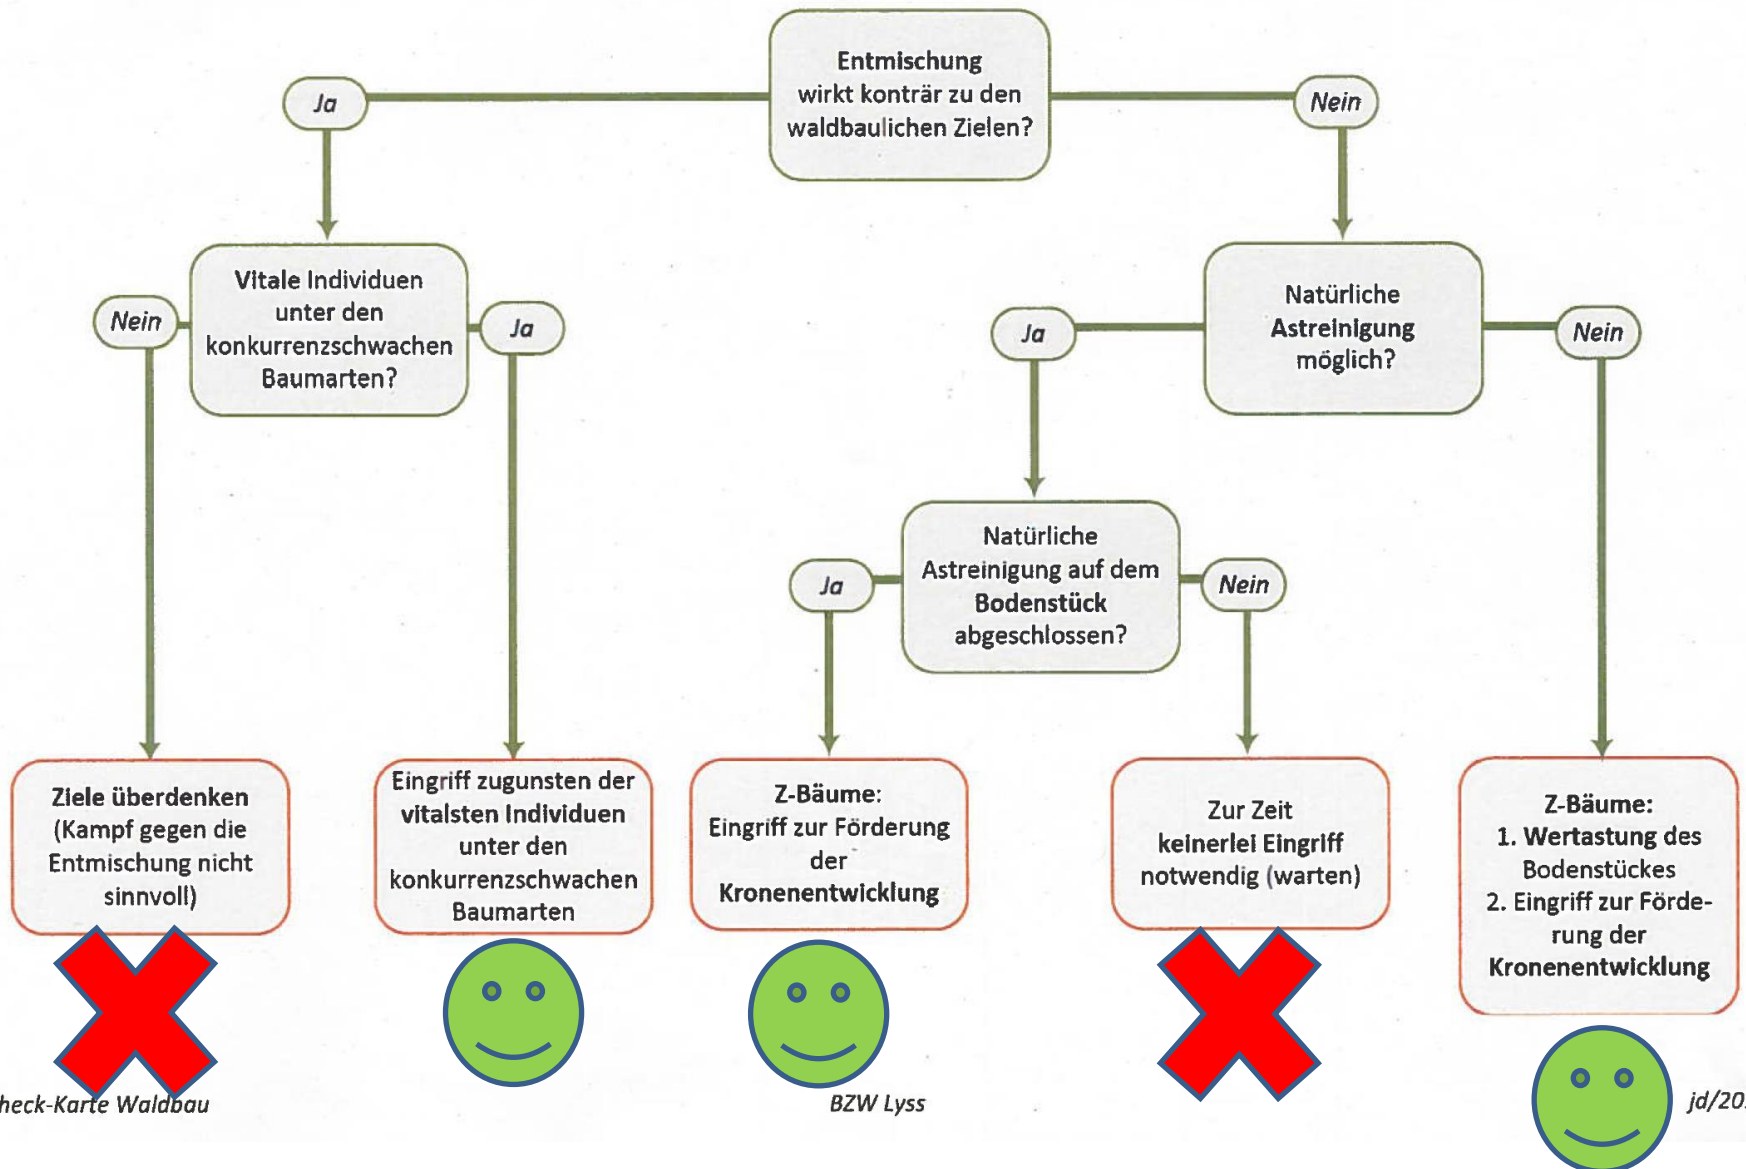 Entmischung
wirkt konträr zu den
waldbaulichen Zielen?
Ja
Nein
Vitale Individuen
unter den
konkurrenzschwachen
Baumarten?
Nein
Ja
Natürliche
Astreinigung
möglich?
Ja
Nein
Natürliche
Astreinigung auf dem
Bodenstück
abgeschlossen?
Ja
Nein
Ziele überdenken
(Kampf gegen die
Entmischung nicht
sinnvoll)
Eingriff zugunsten der
vitalsten Individuen
unter den
konkurrenzschwachen
Baumarten
Z-Bäume:
Eingriff zur Förderung
der
Kronenentwicklung
Zur Zeit
keinerlei Eingriff
notwendig (warten)
Z-Bäume:
1. Wertastung des
Bodenstückes
2. Eingriff zur Förde-
rung der
Kronenentwicklung
heck-Karte Waldbau
BZW Lyss
jd/20